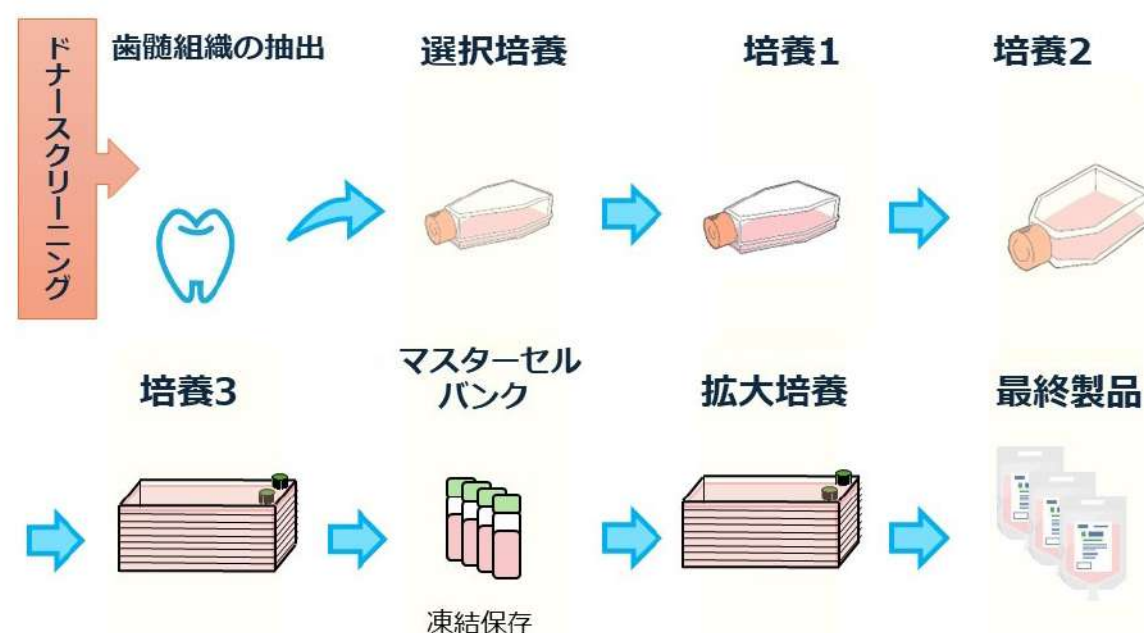 ドナースクリーニング
歯髄組織の抽出
選択培養
培養1
培養2
培養3
マスターセル
バンク
凍結保存
拡大培養
最終製品